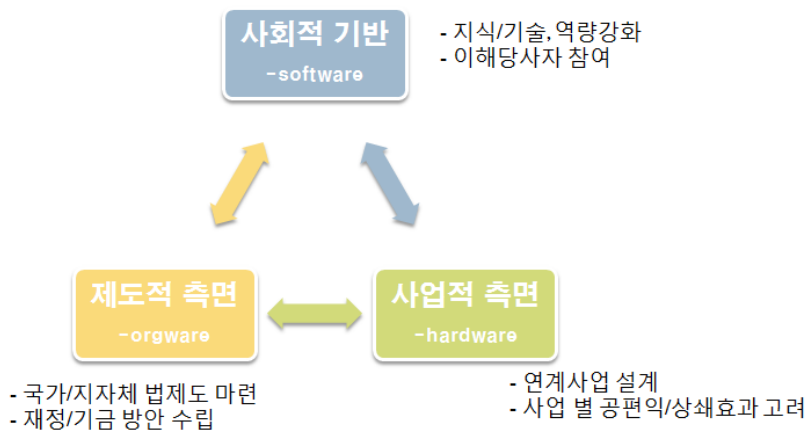 사회적 기반
-software
- 지식/기술, 역량강화
- 이해당사자 참여
제도적 측면
-orgware
사업적 측면
-hardware
- 국가/지자체 법제도 마련
- 재정/기금 방안 수립
- 연계사업 설계
- 사업 별 공편익/상쇄효과 고려